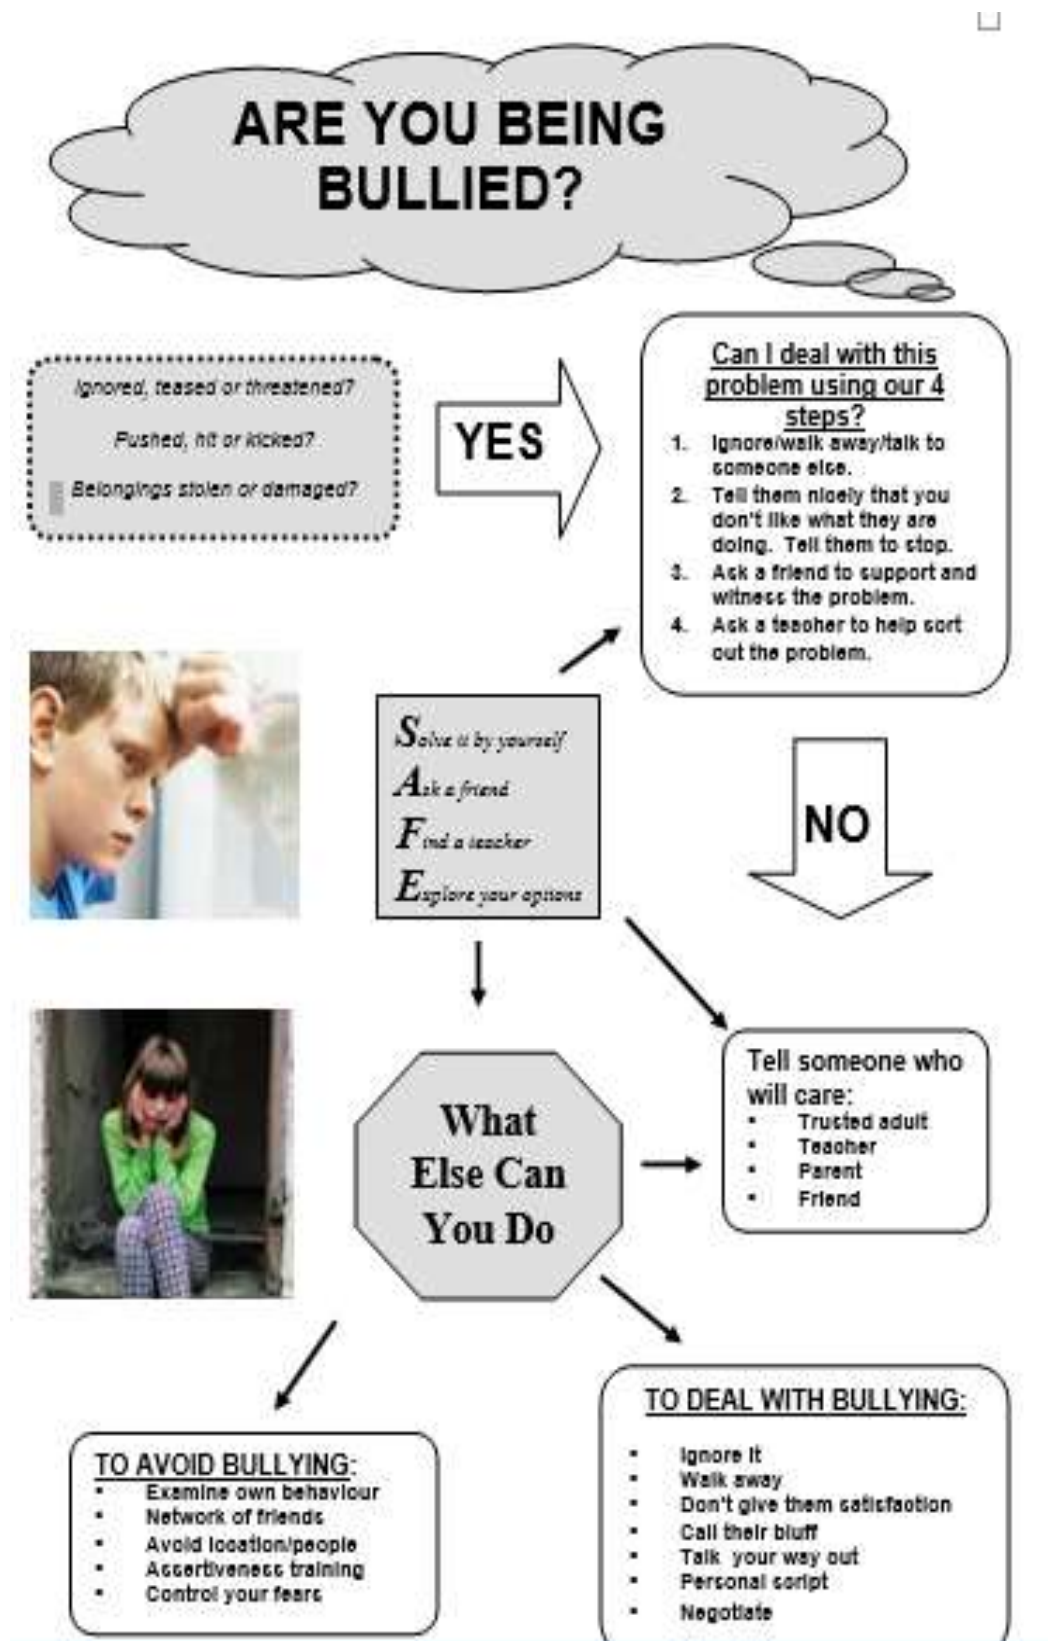 ARE YOU BEING
BULLIED?
Ignored, teased or threatened?
Pushed, hit or kicked?
Belongings stolen or damaged?
YES
Can I deal with this
problem using our 4
steps?
1. Ignore/walk away/talk to
someone else.
2. Tell them nicely that you
don't like what they are
doing. Tell them to stop.
3. Ask a friend to support and
witness the problem.
4. Ask a teacher to help sort
out the problem.
Solve it by yourself
Ask a friend
Find a teacher
Explore your options
NO
What
Else Can
You Do
Tell someone who
will care:
▪ Trusted adult
▪ Teacher
▪ Parent
▪ Friend
TO AVOID BULLYING:
▪ Examine own behaviour
▪ Network of friends
▪ Avoid location/people
▪ Assertiveness training
▪ Control your fears
TO DEAL WITH BULLYING:
▪ Ignore it
▪ Walk away
▪ Don't give them satisfaction
▪ Call their bluff
▪ Talk your way out
▪ Personal script
▪ Negotiate